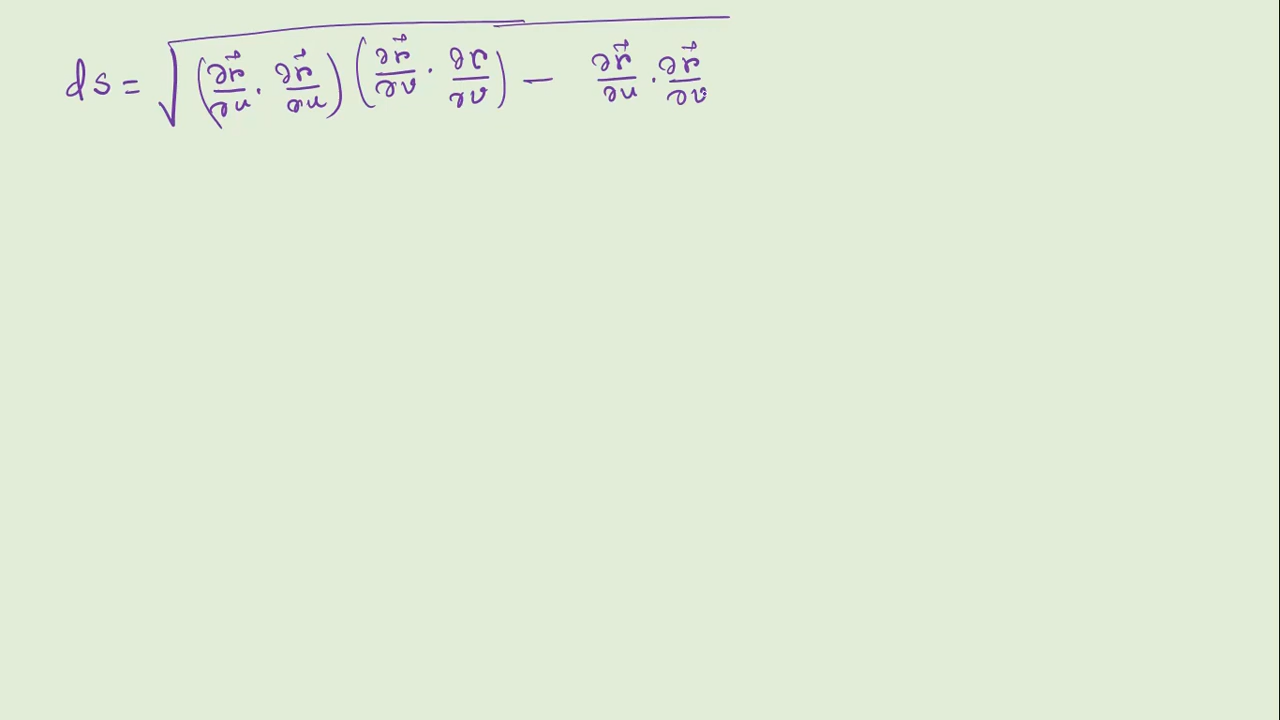 ds = √((∂r⃗/∂u · ∂r⃗/∂u) (∂r⃗/∂v · ∂r/∂v) − ∂r⃗/∂u · ∂r⃗/∂v)